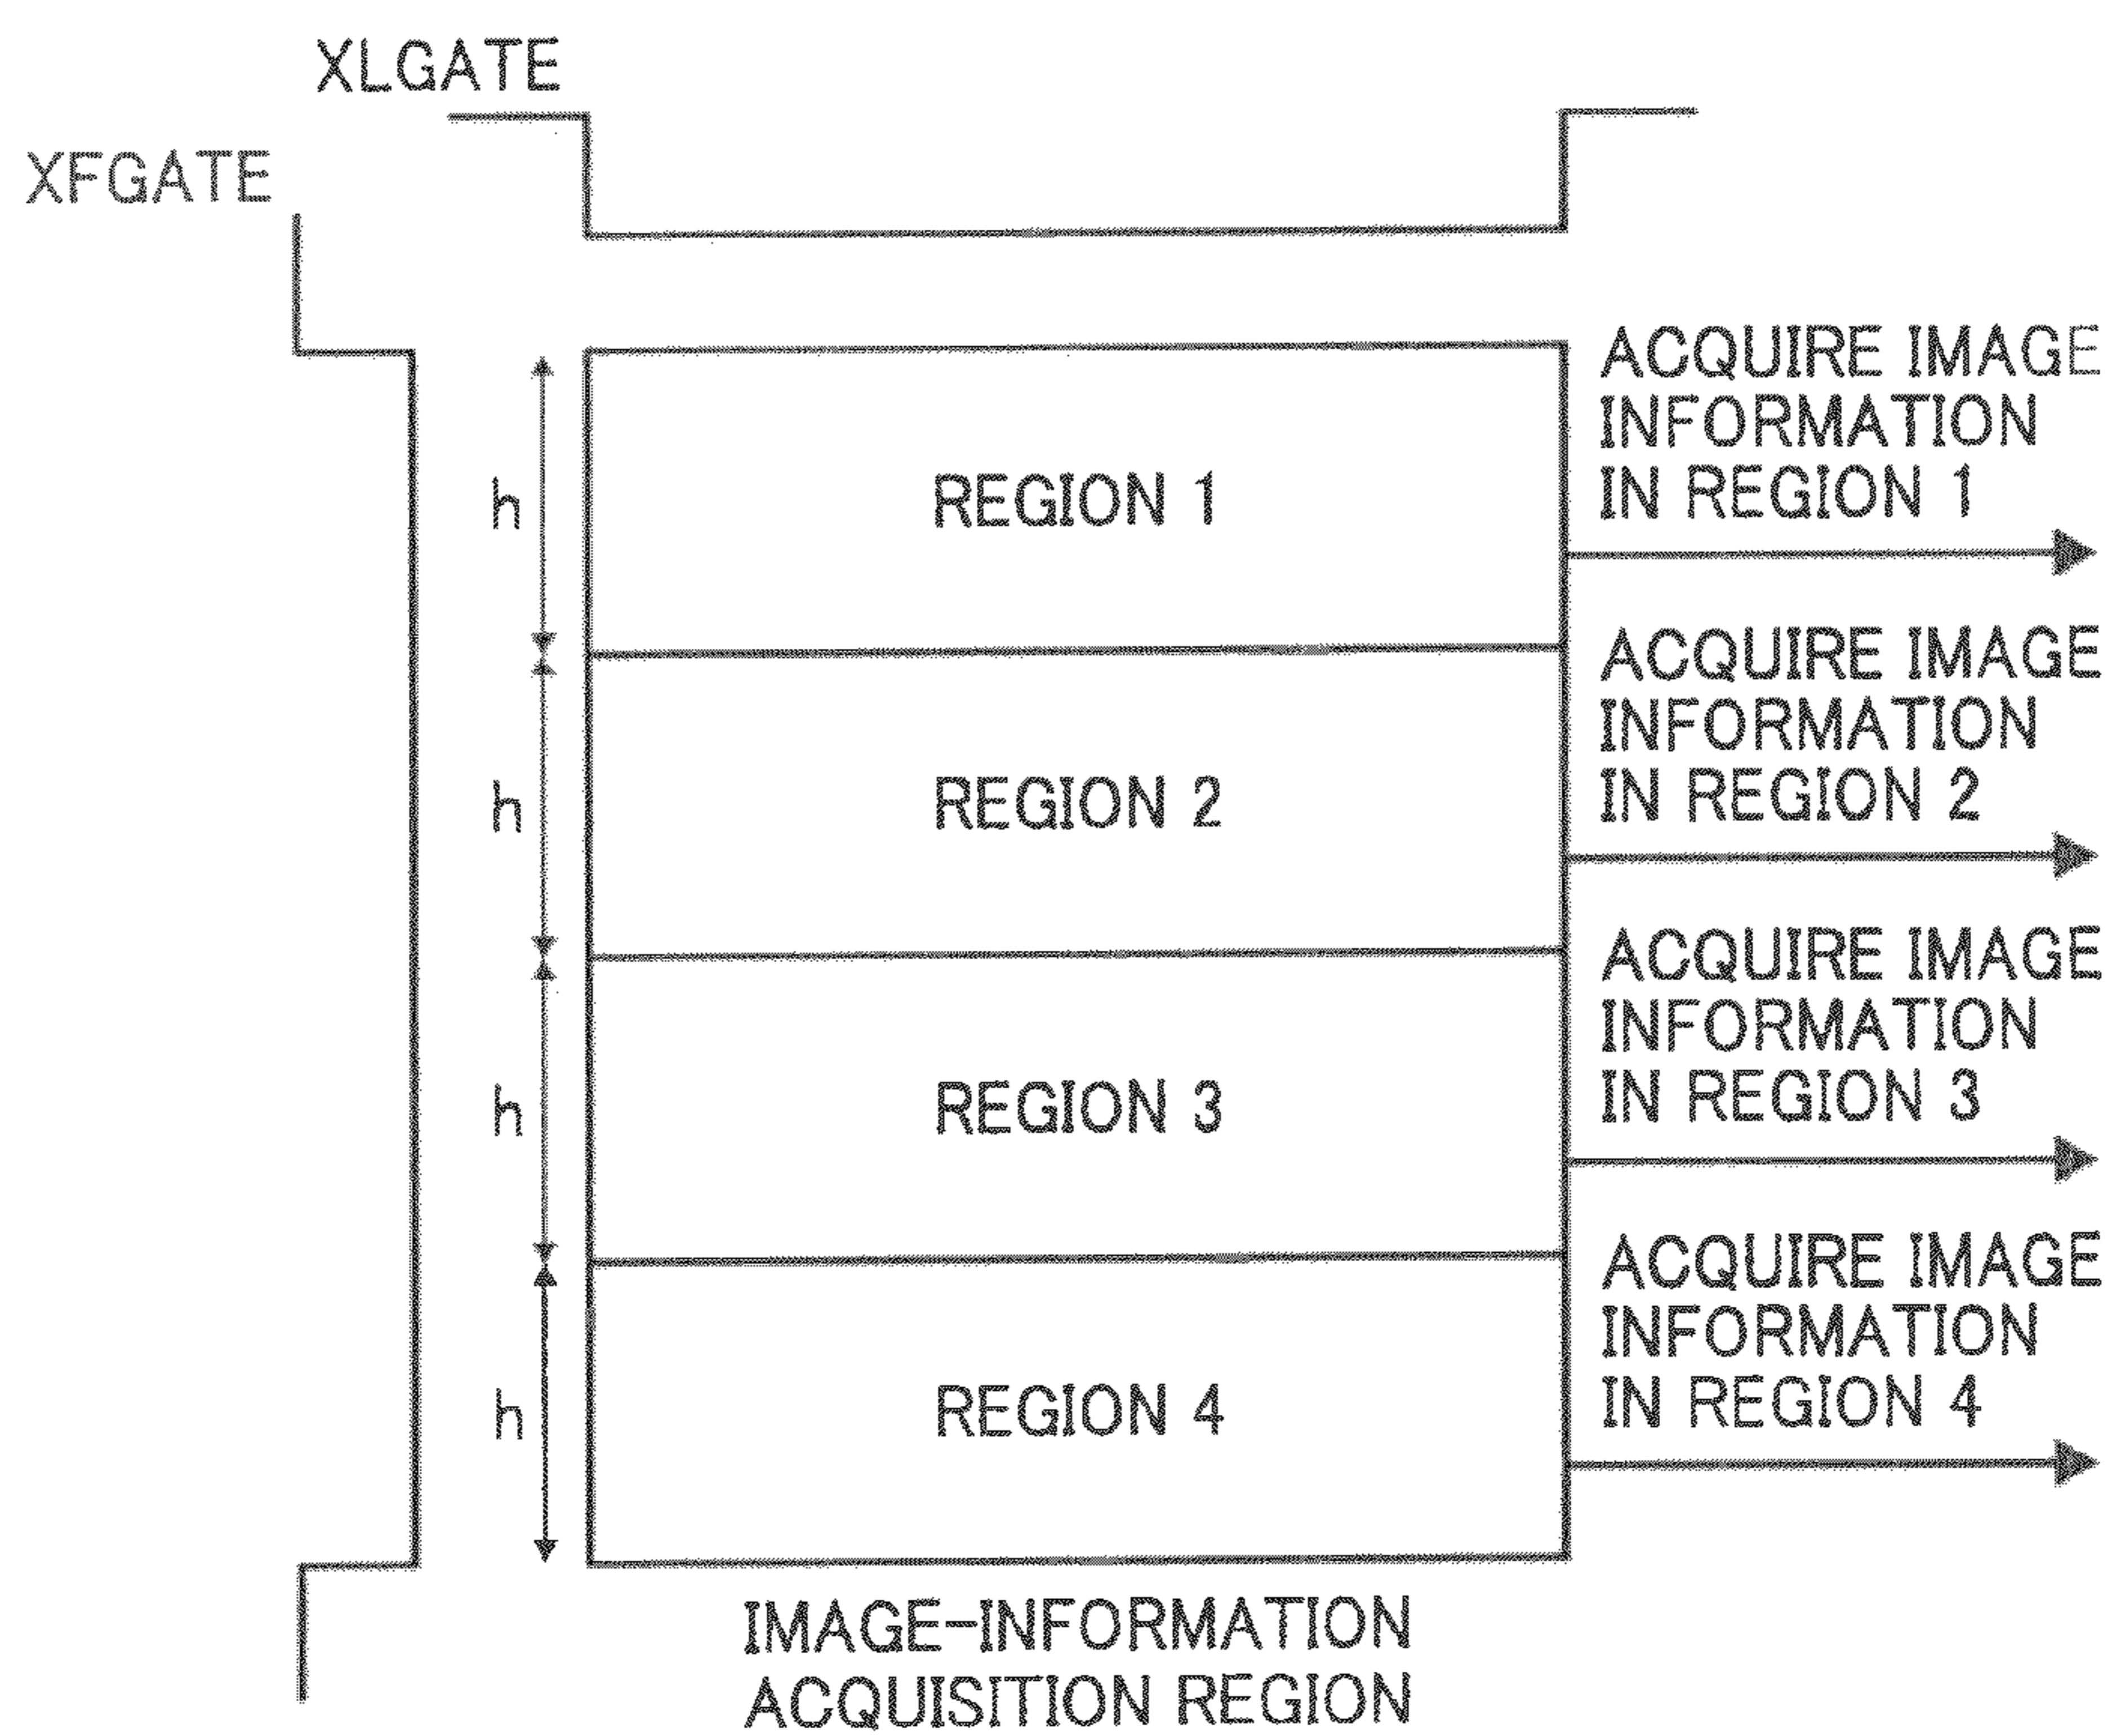 XLGATE
XFGATE
h
REGION 1
ACQUIRE IMAGE
INFORMATION
IN REGION 1
h
REGION 2
ACQUIRE IMAGE
INFORMATION
IN REGION 2
h
REGION 3
ACQUIRE IMAGE
INFORMATION
IN REGION 3
h
REGION 4
ACQUIRE IMAGE
INFORMATION
IN REGION 4
IMAGE-INFORMATION
ACQUISITION REGION